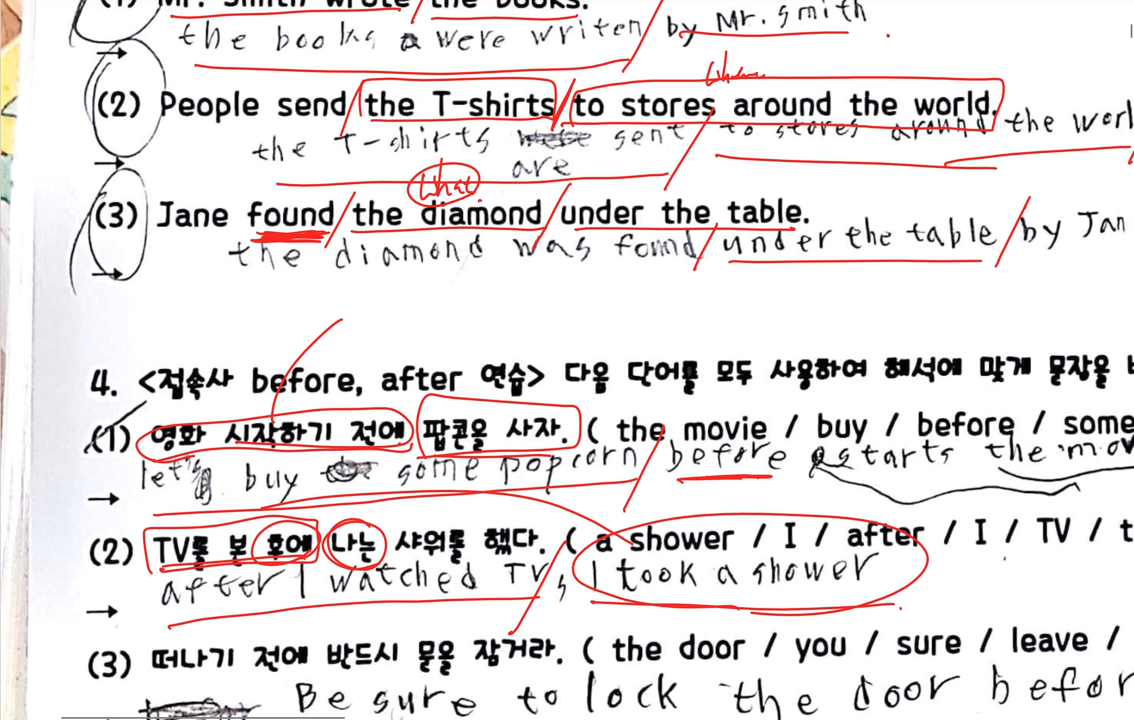 Mr. Smith wrote the books.
the books were writen by Mr. smith.
(2) People send the T-shirts to stores around the world.
the T-shirts sent to stores around the worl
are
What
(3) Jane found the diamond under the table.
the diamond was found under the table by Jan
4. <접속사 before, after 연습> 다음 단어를 모두 사용하여 해석에 맞게 문장을
(1) 영화 시작하기 전에 팝콘을 사자. ( the movie / buy / before / some
let's buy some popcorn before starts the mov
→
(2) TV를 본 후에 나는 샤워를 했다. ( a shower / I / after / I / TV / t
after I watched TV, I took a shower
→
(3) 떠나기 전에 반드시 문을 잠거라. ( the door / you / sure / leave /
Be sure to lock the door befor